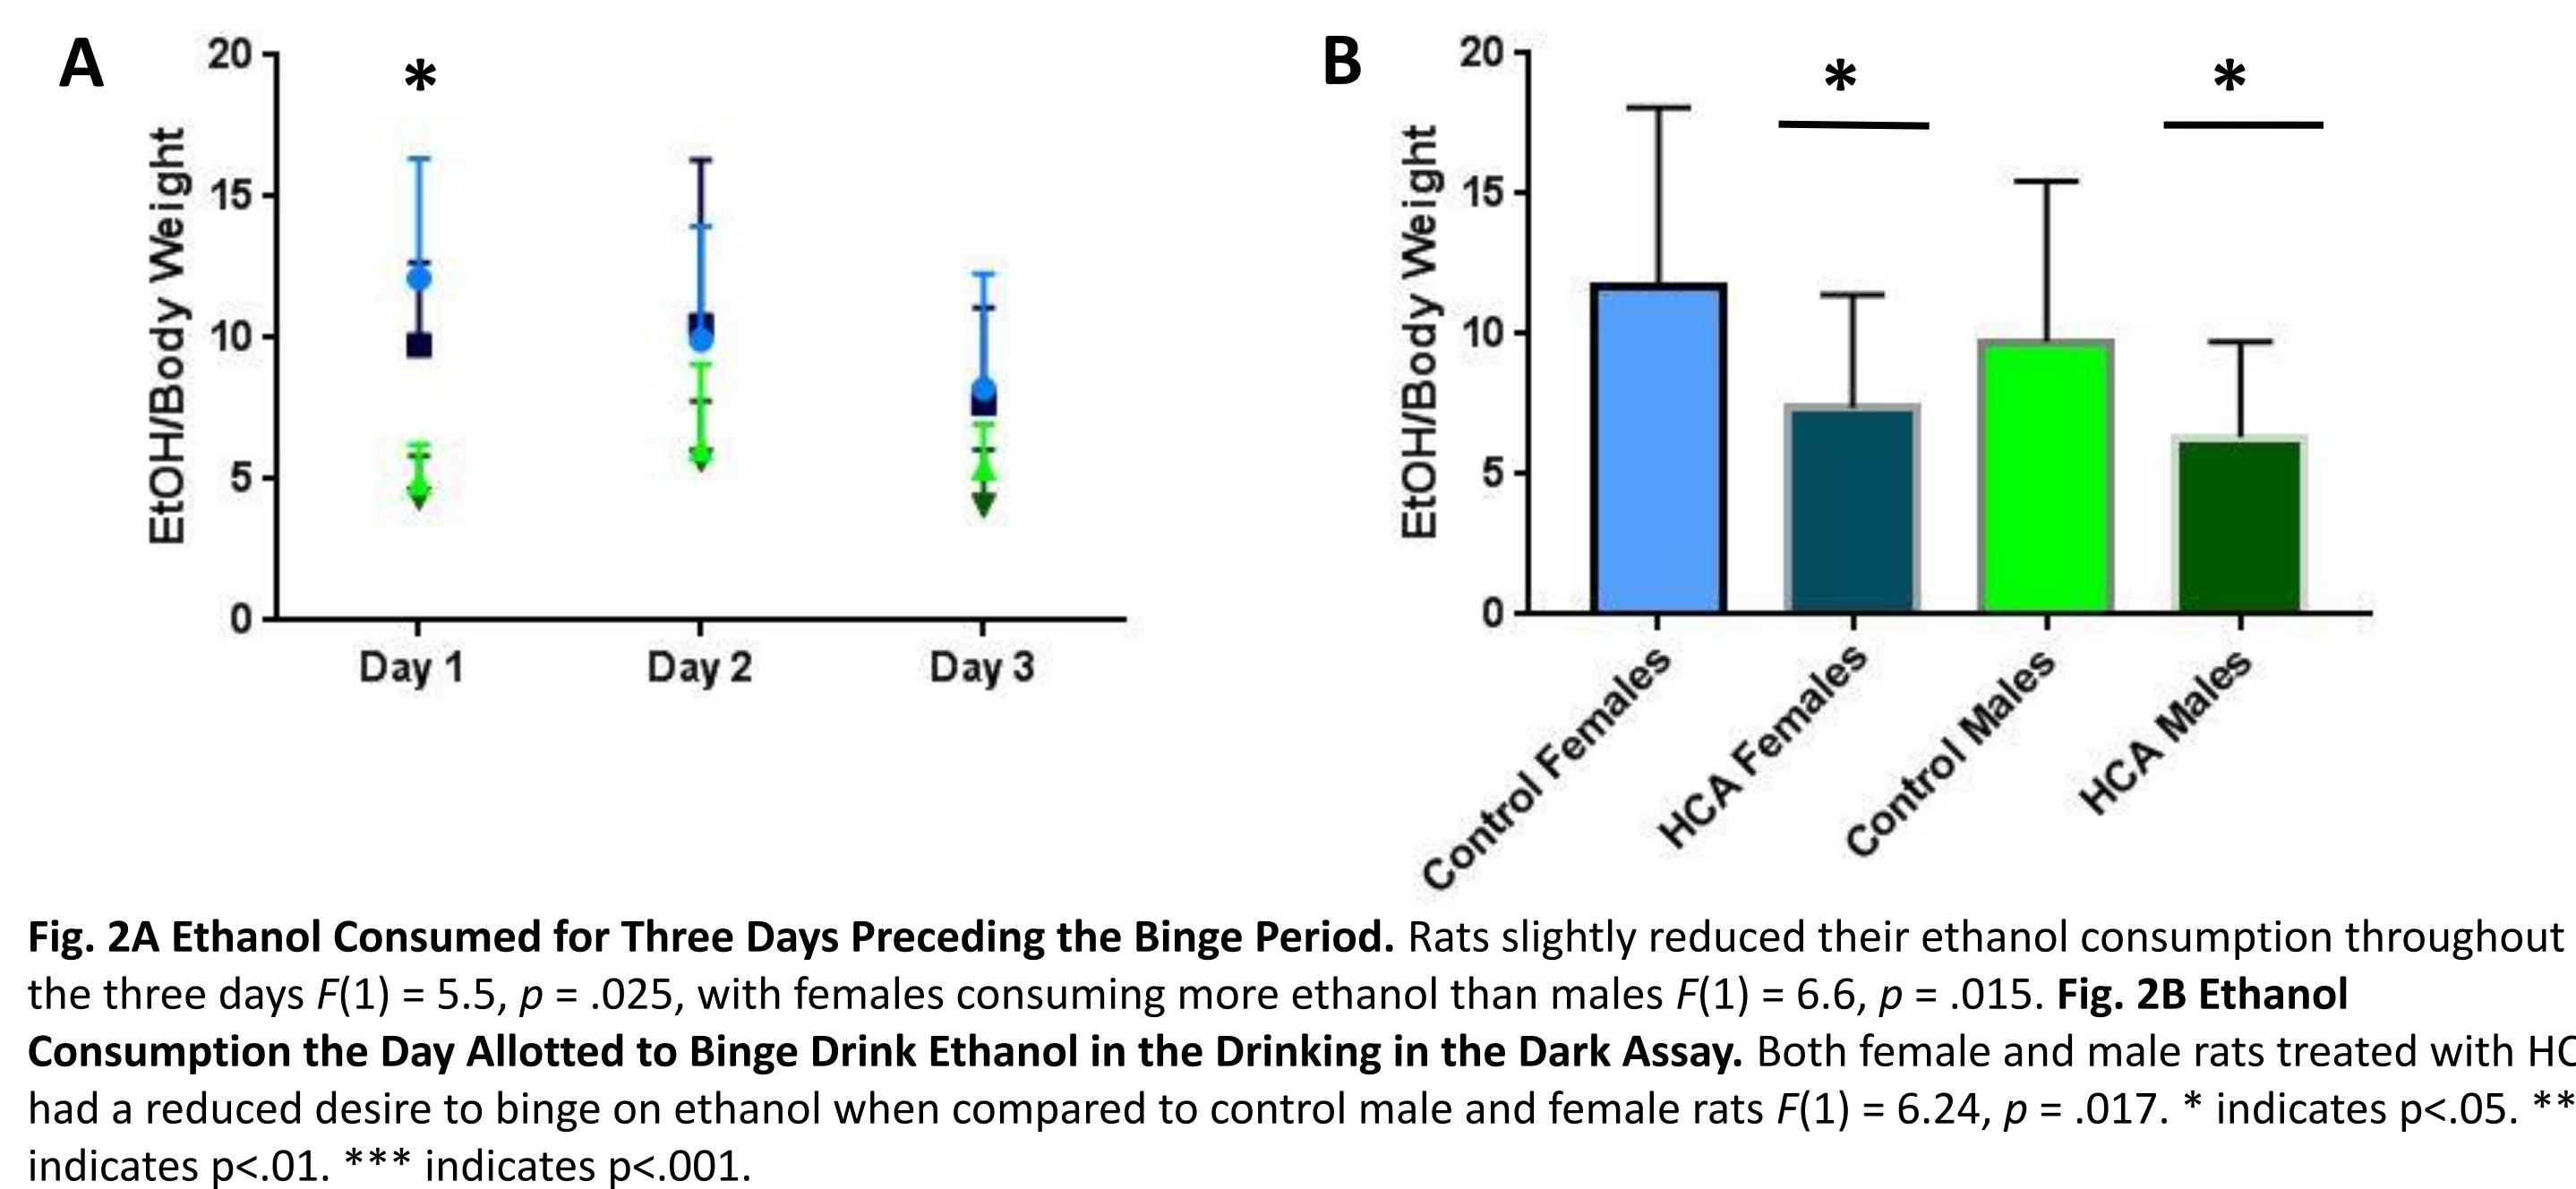 A
20
15
10
5
0
EtOH/Body Weight
*
Day 1
Day 2
Day 3
B
20
15
10
5
0
EtOH/Body Weight
*
*
Control Females
HCA Females
Control Males
HCA Males
Fig. 2A Ethanol Consumed for Three Days Preceding the Binge Period. Rats slightly reduced their ethanol consumption throughout
the three days F(1) = 5.5, p = .025, with females consuming more ethanol than males F(1) = 6.6, p = .015. Fig. 2B Ethanol
Consumption the Day Allotted to Binge Drink Ethanol in the Drinking in the Dark Assay. Both female and male rats treated with
had a reduced desire to binge on ethanol when compared to control male and female rats F(1) = 6.24, p = .017. * indicates p<.05. **
indicates p<.01. *** indicates p<.001.